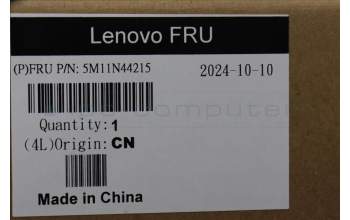 Lenovo FRU
(P)FRU P/N: 5M11N44215
2024-10-10
Quantity:1
(4L)Origin:CN
Made in China